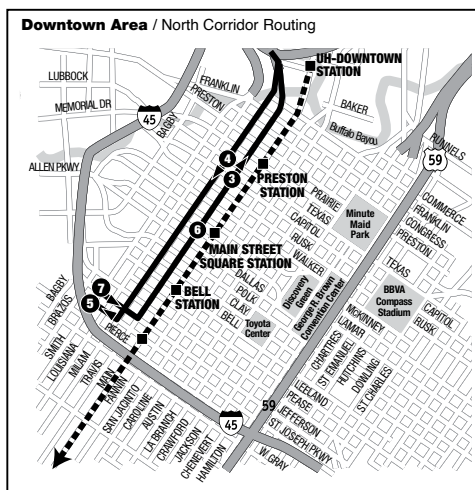 Downtown Area / North Corridor Routing
UH-DOWNTOWN
STATION
LUBBOCK
FRANKLIN
PRESTON
MEMORIAL DR
BAGBY
45
BAKER
Buffalo Bayou
RUNNELS
59
ALLEN PKWY.
4
3
PRESTON
STATION
COMMERCE
FRANKLIN
CONGRESS
PRESTON
PRAIRIE
TEXAS
CAPITOL
RUSK
WALKER
Minute
Maid
Park
6
MAIN STREET
SQUARE STATION
TEXAS
BAGBY
BRAZOS
7
5
BELL
STATION
DALLAS
POLK
CLAY
BELL
Discovery
Green
George R. Brown
Convention Center
BBVA
Compass
Stadium
CAPITOL
RUSK
Toyota
Center
PIERCE
SMITH
LOUISIANA
MILAM
TRAVIS
MAIN
FANNIN
SAN JACINTO
CAROLINE
AUSTIN
LA BRANCH
CRAWFORD
JACKSON
CHENEVERT
HAMILTON
MCKINNEY
LAMAR
CHARTRES
ST EMANUEL
HUTCHINS
DOWLING
ST CHARLES
LEELAND
PEASE
JEFFERSON
ST JOSEPH PKWY
59
45
W. GRAY